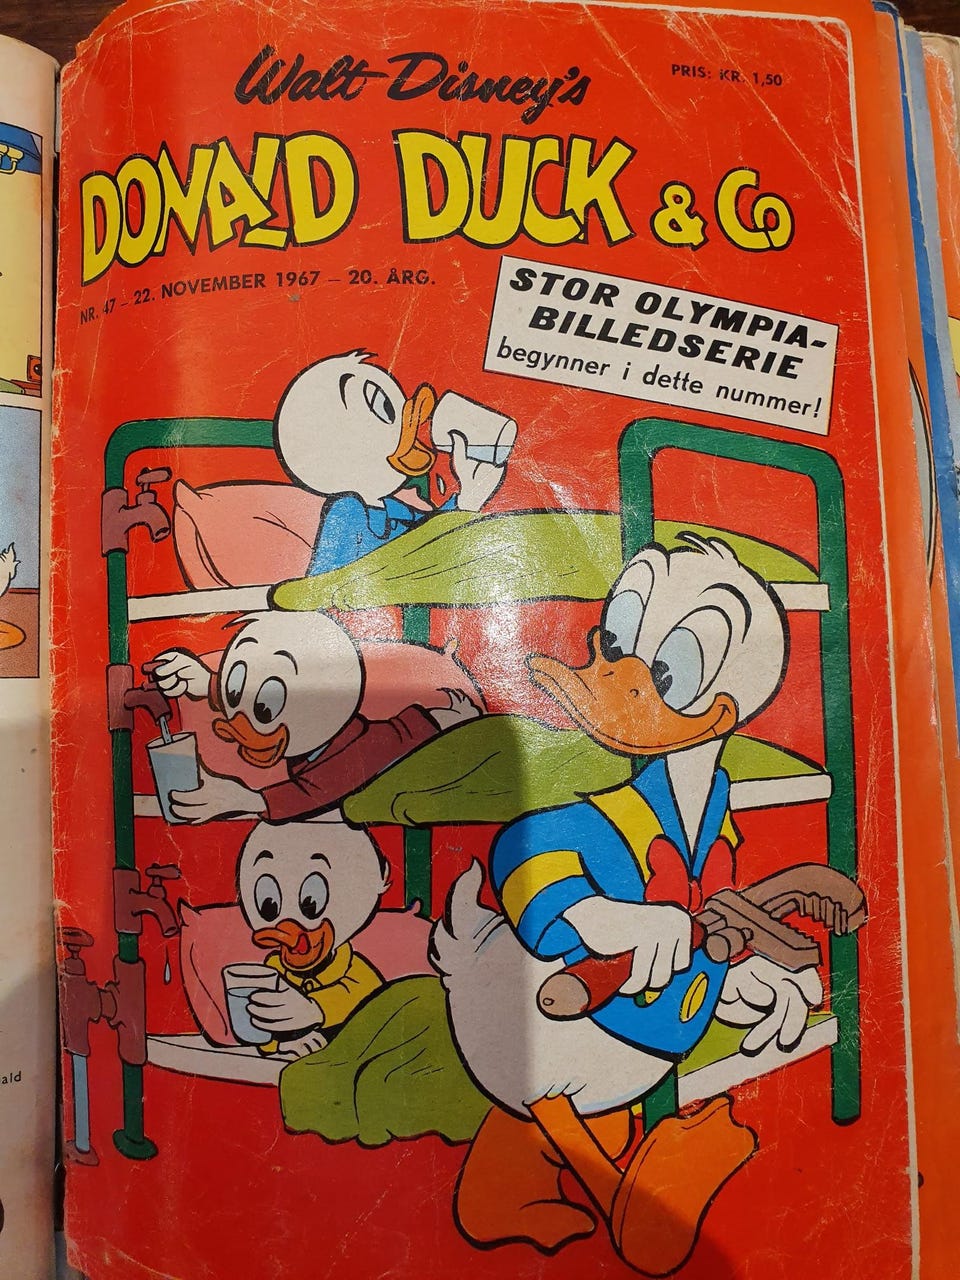 Walt Disney's
PRIS: KR. 1,50
DONALD DUCK & Co
NR. 47 – 22. NOVEMBER 1967 – 20. ÅRG.
STOR OLYMPIA-
BILLEDSERIE
begynner i dette nummer!
ald